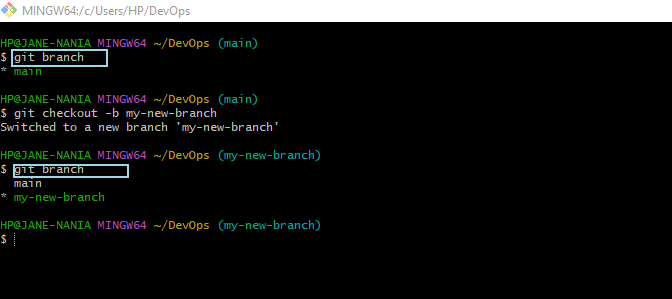 MINGW64:/c/Users/HP/DevOps
HP@JANE-NANIA MINGW64 ~/DevOps (main)
$ git branch
* main
HP@JANE-NANIA MINGW64 ~/DevOps (main)
$ git checkout -b my-new-branch
Switched to a new branch 'my-new-branch'
HP@JANE-NANIA MINGW64 ~/DevOps (my-new-branch)
$ git branch
  main
* my-new-branch
HP@JANE-NANIA MINGW64 ~/DevOps (my-new-branch)
$